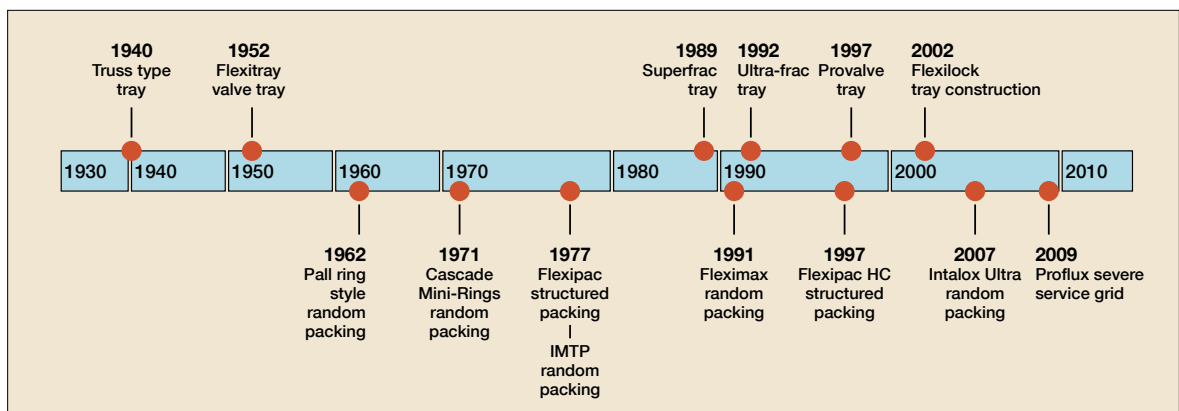 1940
Truss type
tray
1952
Flexitray
valve tray
1989
Superfrac
tray
1992
Ultra-frac
tray
1997
Provalve
tray
2002
Flexilock
tray construction
1930
1940
1950
1960
1970
1980
1990
2000
2010
1962
Pall ring
style
random
packing
1971
Cascade
Mini-Rings
random
packing
1977
Flexipac
structured
packing
IMTP
random
packing
1991
Fleximax
random
packing
1997
Flexipac HC
structured
packing
2007
Intalox Ultra
random
packing
2009
Proflux severe
service grid